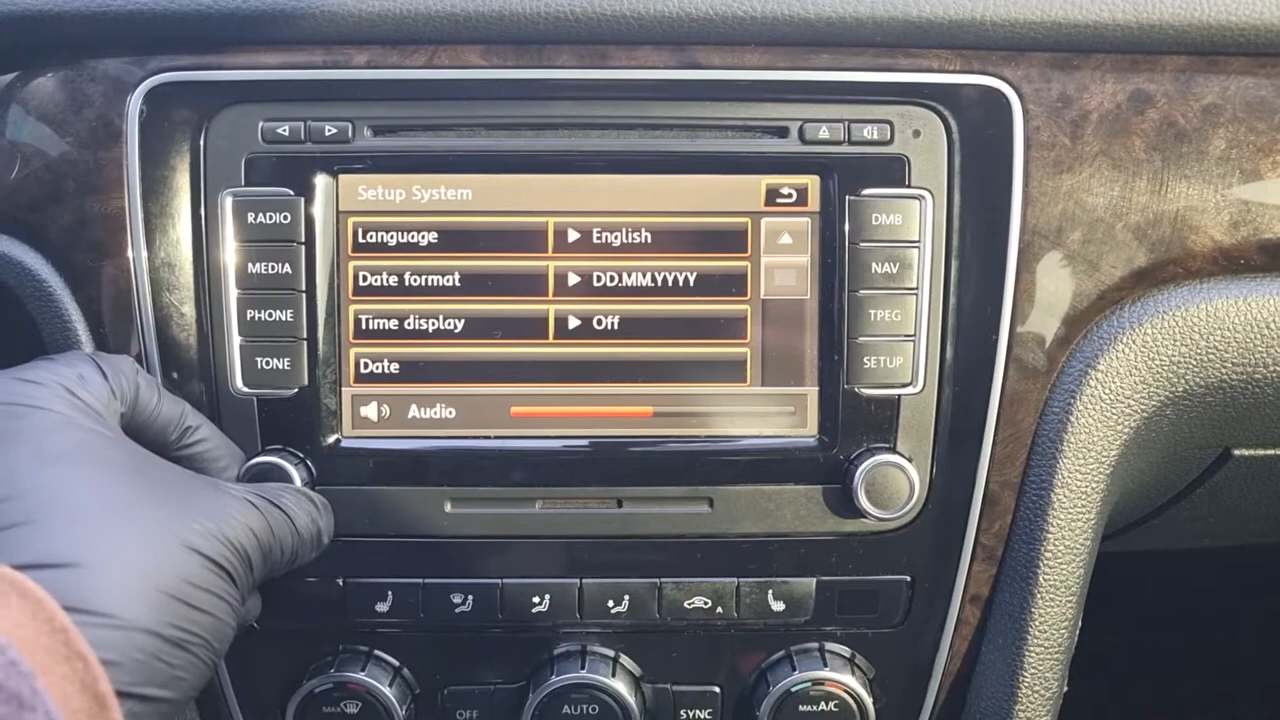 RADIO
MEDIA
PHONE
TONE
Setup System
Language English
Date format DD.MM.YYYY
Time display Off
Date
Audio
DMB
NAV
TPEG
SETUP
A
MAX
OFF
AUTO
SYNC
MAX A/C